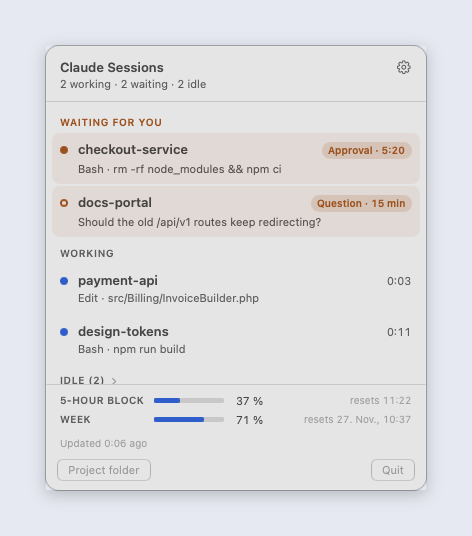 Claude Sessions
2 working · 2 waiting · 2 idle
WAITING FOR YOU
checkout-service Approval · 5:20
Bash · rm -rf node_modules && npm ci
docs-portal Question · 15 min
Should the old /api/v1 routes keep redirecting?
WORKING
payment-api 0:03
Edit · src/Billing/InvoiceBuilder.php
design-tokens 0:11
Bash · npm run build
IDLE (2) >
5-HOUR BLOCK 37 % resets 11:22
WEEK 71 % resets 27. Nov., 10:37
Updated 0:06 ago
Project folder Quit